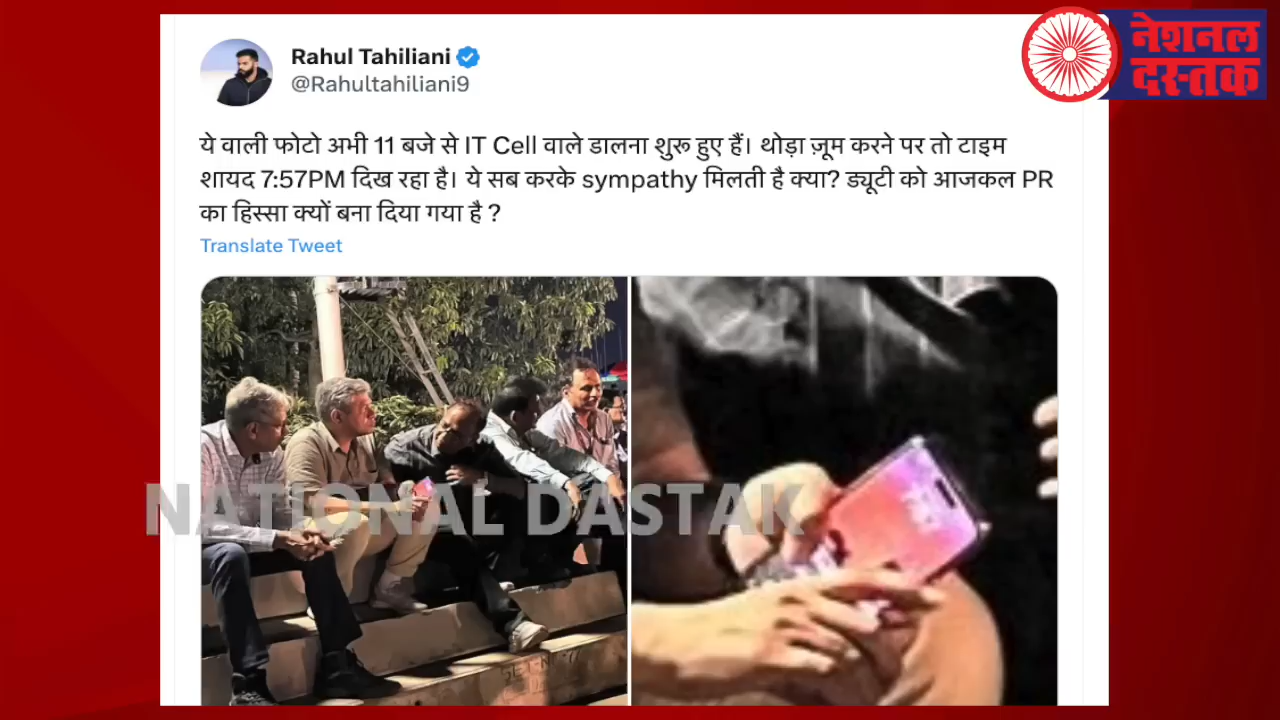 Rahul Tahiliani
@Rahultahiliani9
नेशनल
दस्तक
ये वाली फोटो अभी 11 बजे से IT Cell वाले डालना शुरू हुए हैं। थोड़ा ज़ूम करने पर तो टाइम
शायद 7:57PM दिख रहा है। ये सब करके sympathy मिलती है क्या? ड्यूटी को आजकल PR
का हिस्सा क्यों बना दिया गया है ?
Translate Tweet
NATIONAL DASTAK